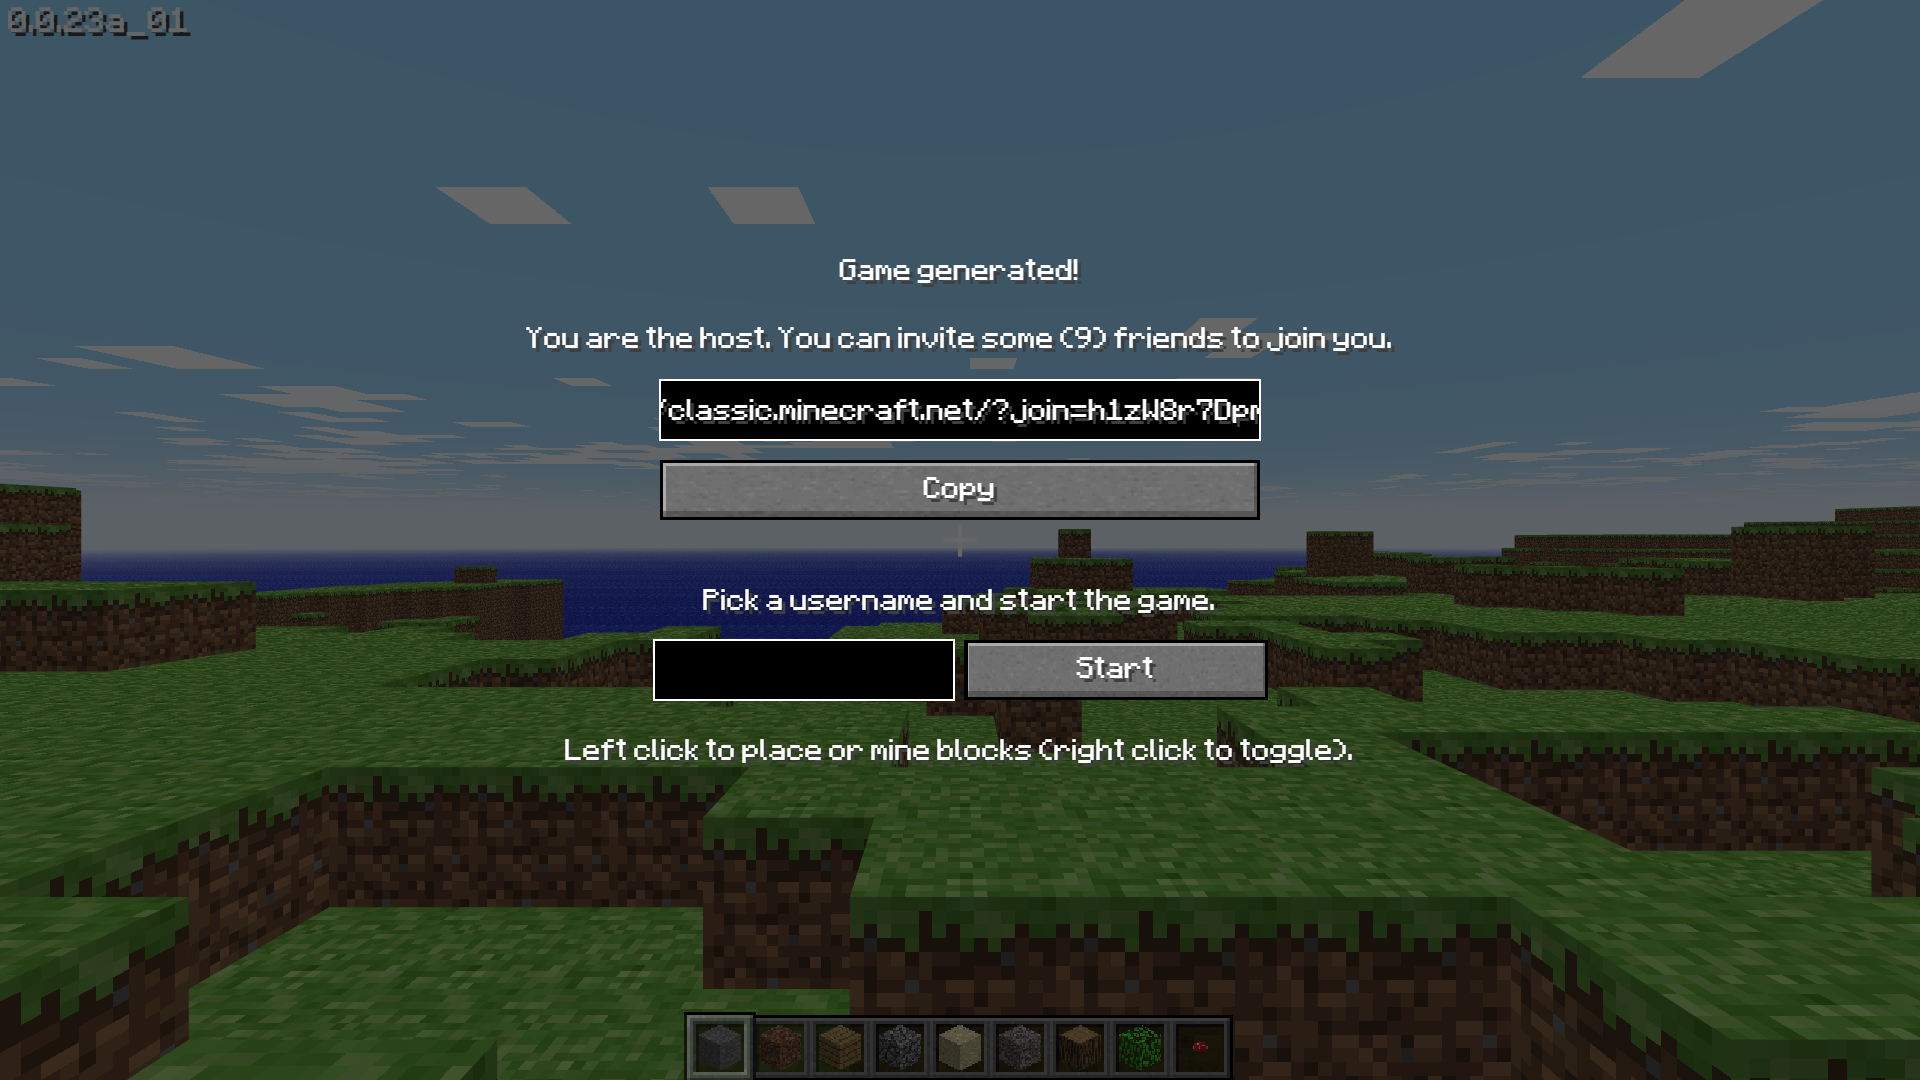 0.0.23a_01
Game generated!
You are the host. You can invite some (9) friends to join you.
/classic.minecraft.net/?join=h1zW8r7Dp
Copy
Pick a username and start the game.
Start
Left click to place or mine blocks (right click to toggle).